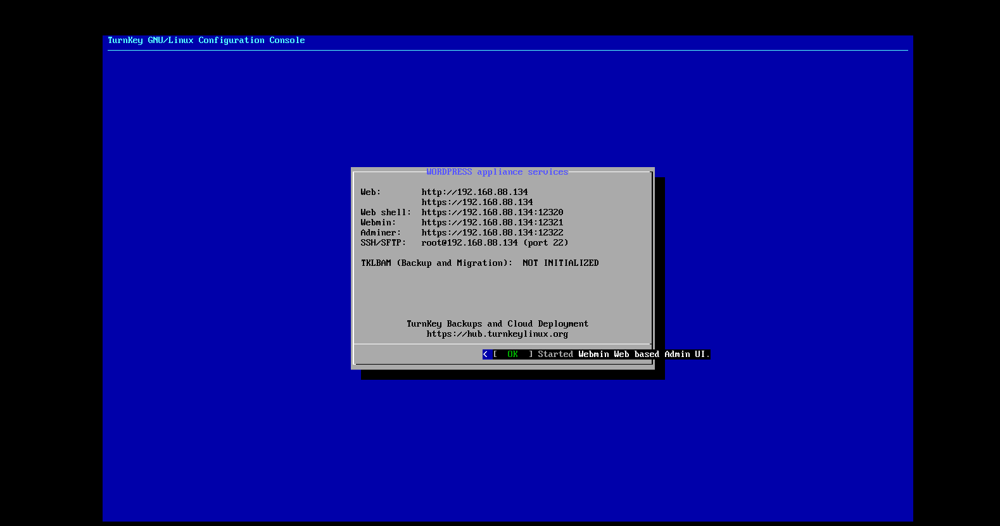 TurnKey GNU/Linux Configuration Console
WORDPRESS appliance services
Web: http://192.168.88.134
https://192.168.88.134
Web shell: https://192.168.88.134:12320
Webmin: https://192.168.88.134:12321
Adminer: https://192.168.88.134:12322
SSH/SFTP: root@192.168.88.134 (port 22)
TKLBAM (Backup and Migration): NOT INITIALIZED
TurnKey Backups and Cloud Deployment
https://hub.turnkeylinux.org
<[ OK ] Started Webmin Web based Admin UI.